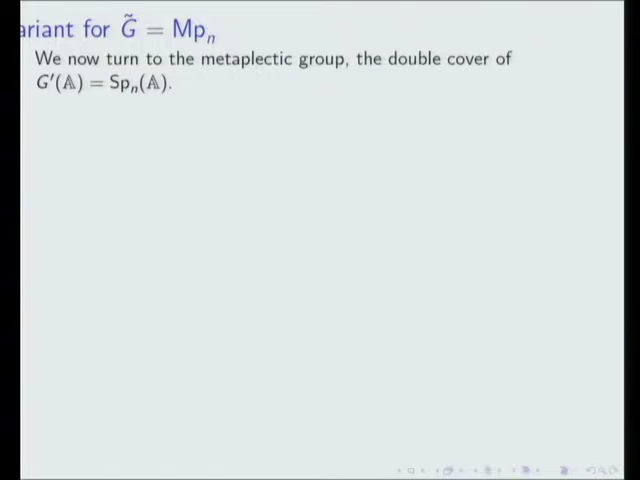 ariant for G̃ = Mpₙ
We now turn to the metaplectic group, the double cover of
G′(𝔸) = Spₙ(𝔸).